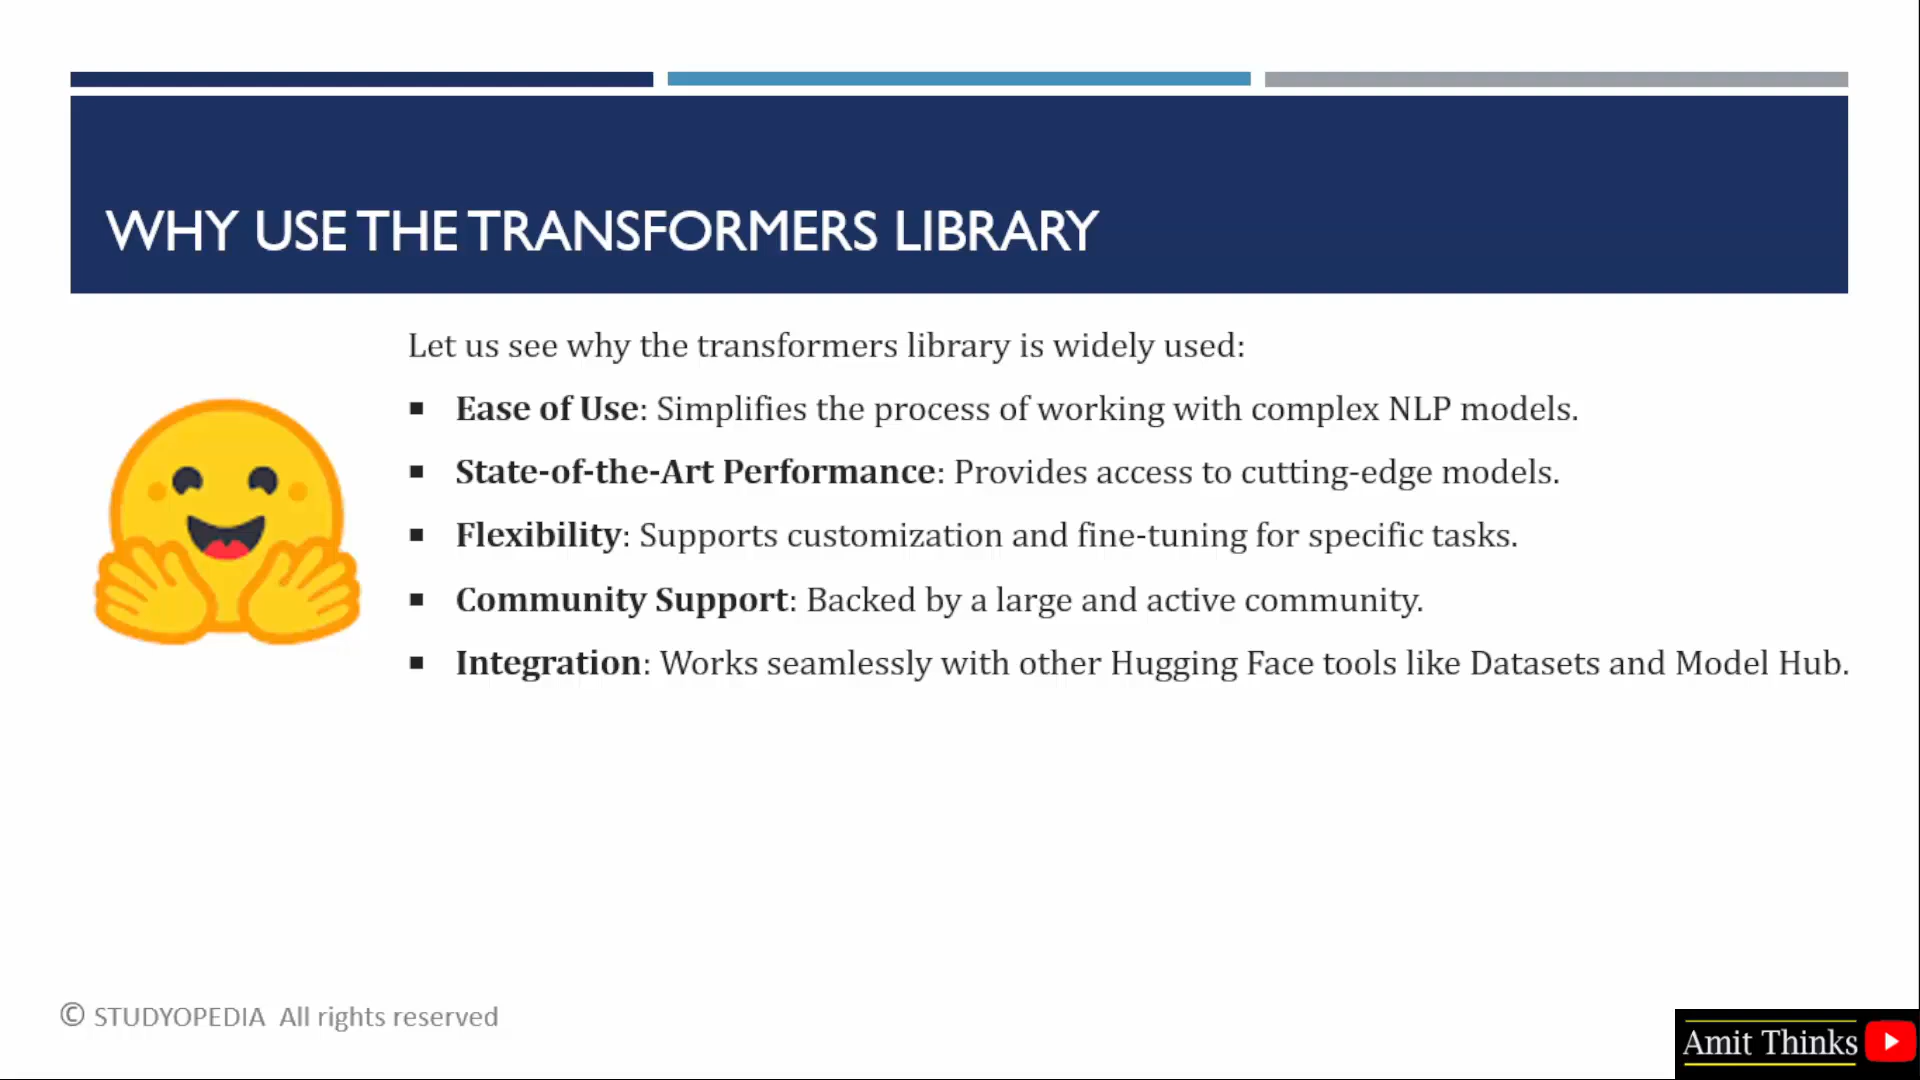 WHY USE THE TRANSFORMERS LIBRARY
Let us see why the transformers library is widely used:
▪ Ease of Use: Simplifies the process of working with complex NLP models.
▪ State-of-the-Art Performance: Provides access to cutting-edge models.
▪ Flexibility: Supports customization and fine-tuning for specific tasks.
▪ Community Support: Backed by a large and active community.
▪ Integration: Works seamlessly with other Hugging Face tools like Datasets and Model Hub.
© STUDYOPEDIA All rights reserved
Amit Thinks